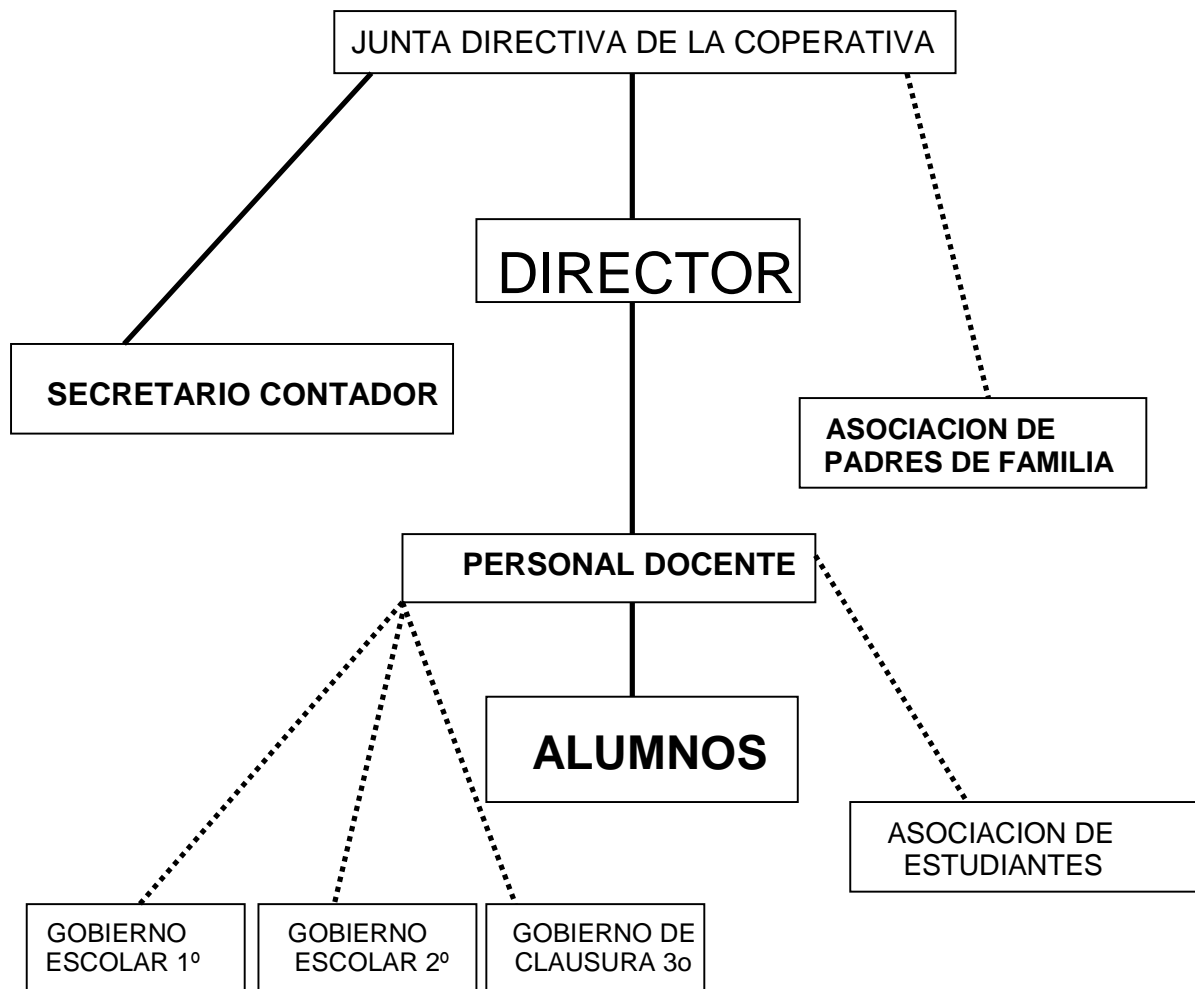 JUNTA DIRECTIVA DE LA COPERATIVA
DIRECTOR
SECRETARIO CONTADOR
ASOCIACION DE
PADRES DE FAMILIA
PERSONAL DOCENTE
ALUMNOS
ASOCIACION DE
ESTUDIANTES
GOBIERNO
ESCOLAR 1º
GOBIERNO
ESCOLAR 2º
GOBIERNO DE
CLAUSURA 3o